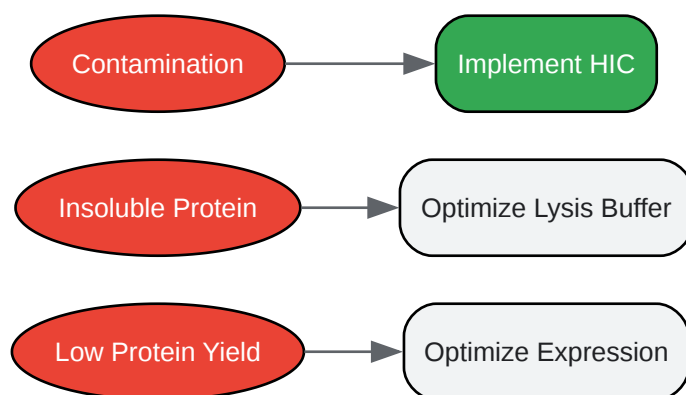 Contamination
Implement HIC
Insoluble Protein
Optimize Lysis Buffer
Low Protein Yield
Optimize Expression